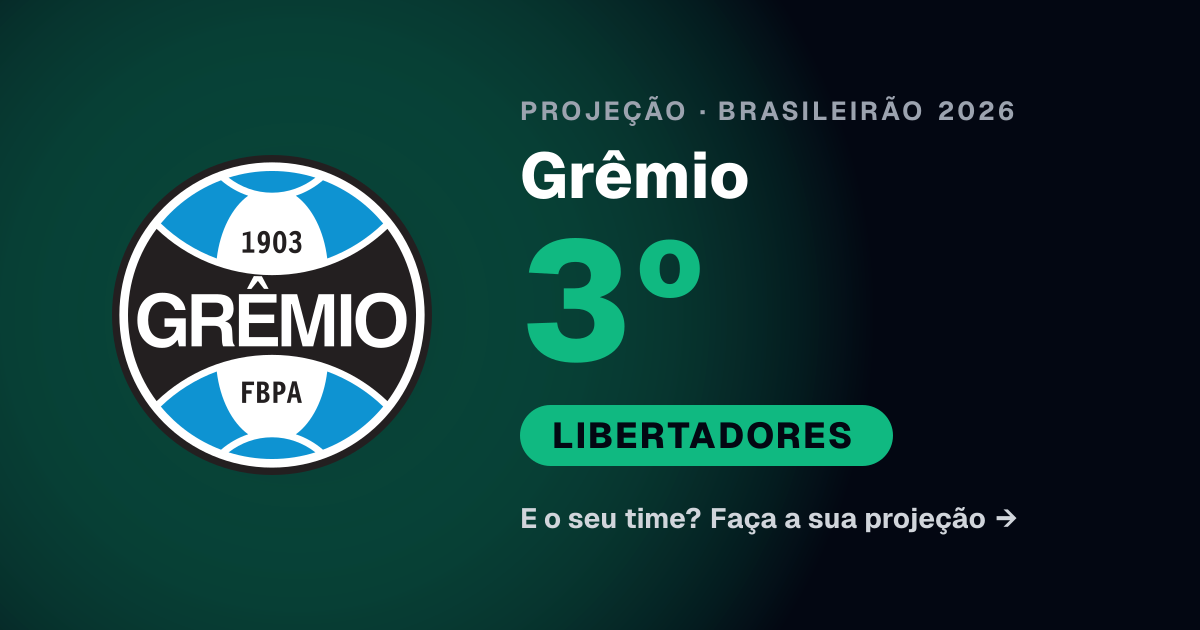 1903
GRÊMIO
FBPA
PROJEÇÃO · BRASILEIRÃO 2026
Grêmio
3º
LIBERTADORES
E o seu time? Faça a sua projeção →